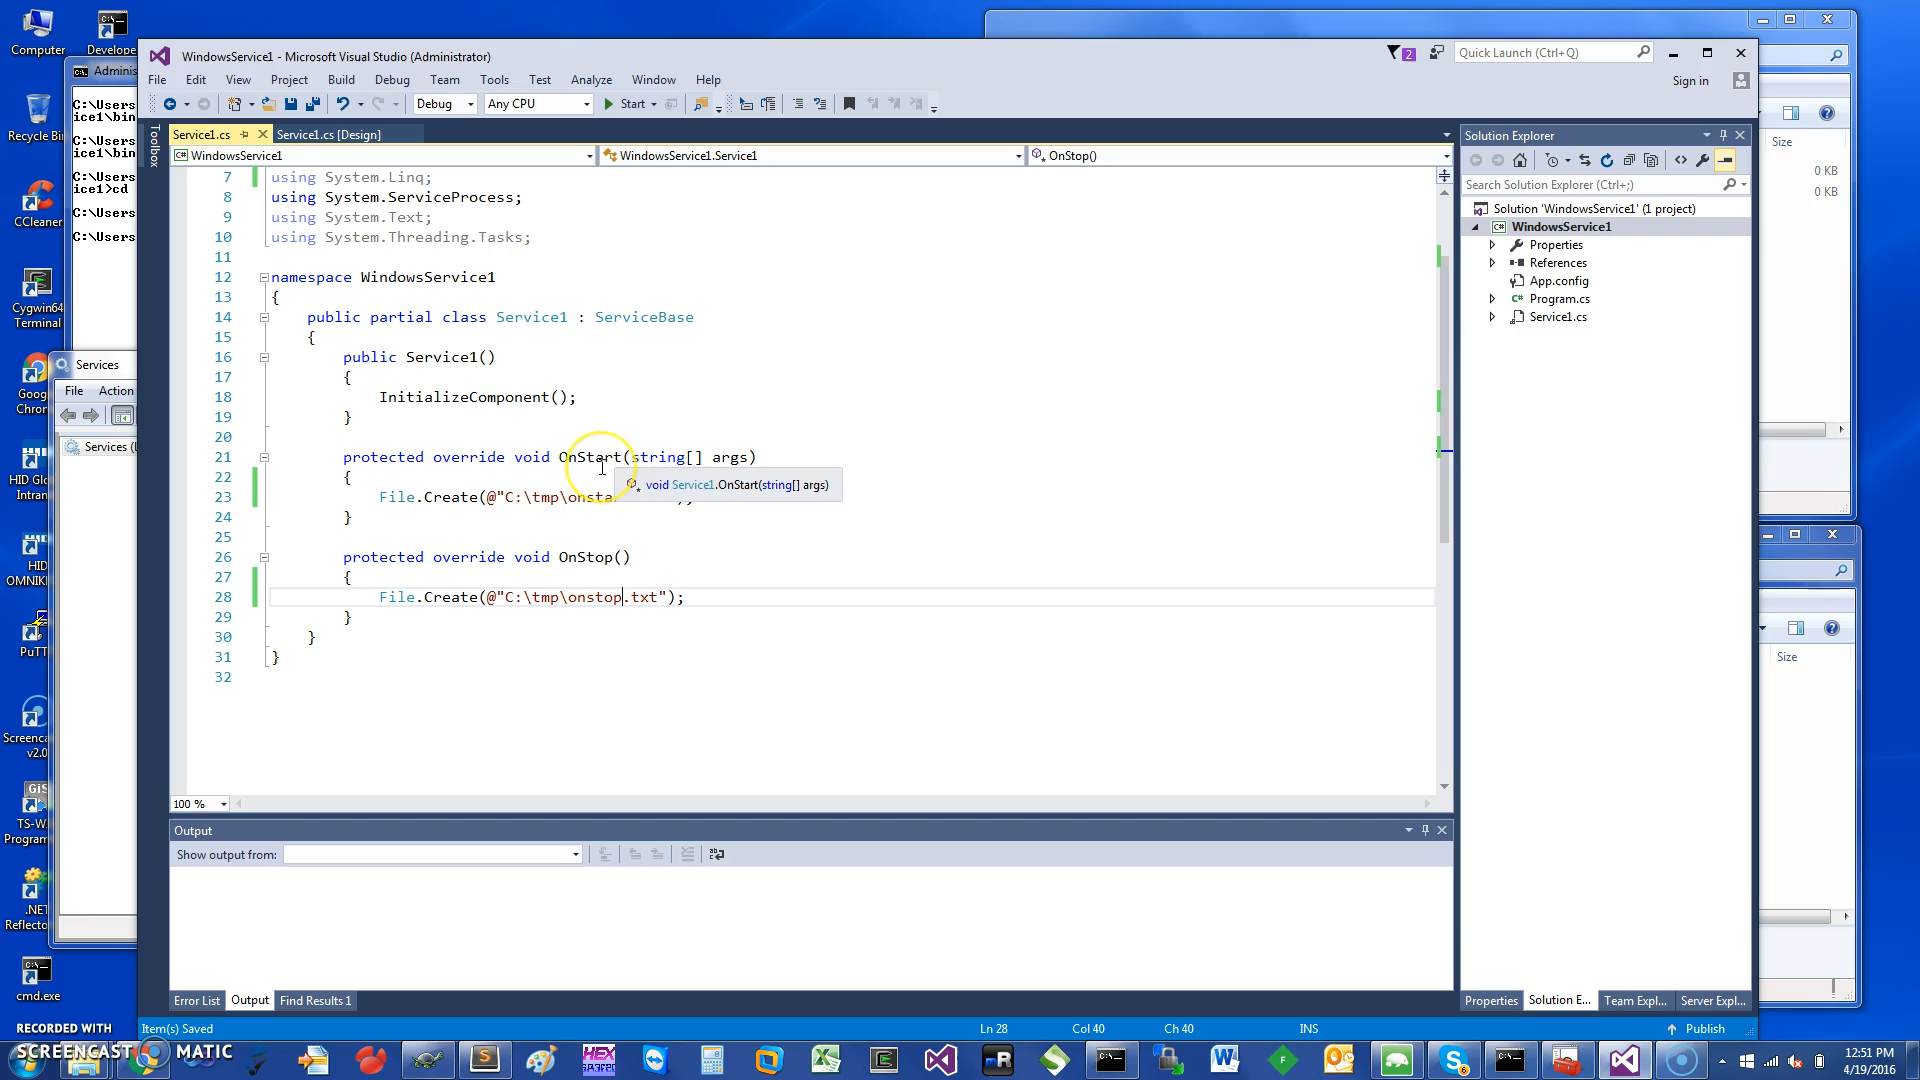 Computer
Develope
Recycle Bi
CCleaner
Cygwin64
Terminal
Goog
Chron
HID Glo
Intran
HID
OMNIK
PuTT
Screenca
v2.0
TS-W
Program
.NE
Reflecto
cmd.exe
RECORDED WITH
SCREENCAST
MATIC
Adminis
C:\Users
ice1\bin
C:\Users
ice1\bin
C:\Users
ice1>cd
C:\Users
C:\Users
Services
File Action
Services (L
WindowsService1 - Microsoft Visual Studio (Administrator)
2
Quick Launch (Ctrl+Q)
File Edit View Project Build Debug Team Tools Test Analyze Window Help
Sign in
Debug Any CPU Start
Toolbox
Service1.cs Service1.cs [Design]
WindowsService1 WindowsService1.Service1 OnStop()
7 using System.Linq;
8 using System.ServiceProcess;
9 using System.Text;
10 using System.Threading.Tasks;
11
12 namespace WindowsService1
13 {
14 public partial class Service1 : ServiceBase
15 {
16 public Service1()
17 {
18 InitializeComponent();
19 }
20
21 protected override void OnStart(string[] args)
22 {
void Service1.OnStart(string[] args)
23 File.Create(@"C:\tmp\onsta
24 }
25
26 protected override void OnStop()
27 {
28 File.Create(@"C:\tmp\onstop.txt");
29 }
30 }
31 }
32
100 %
Output
Show output from:
Error List Output Find Results 1
Item(s) Saved
Ln 28 Col 40 Ch 40 INS
Publish
Solution Explorer
Search Solution Explorer (Ctrl+;)
Solution 'WindowsService1' (1 project)
WindowsService1
Properties
References
App.config
Program.cs
Service1.cs
Properties Solution E... Team Expl... Server Expl...
Size
0 KB
0 KB
Size
12:51 PM
4/19/2016